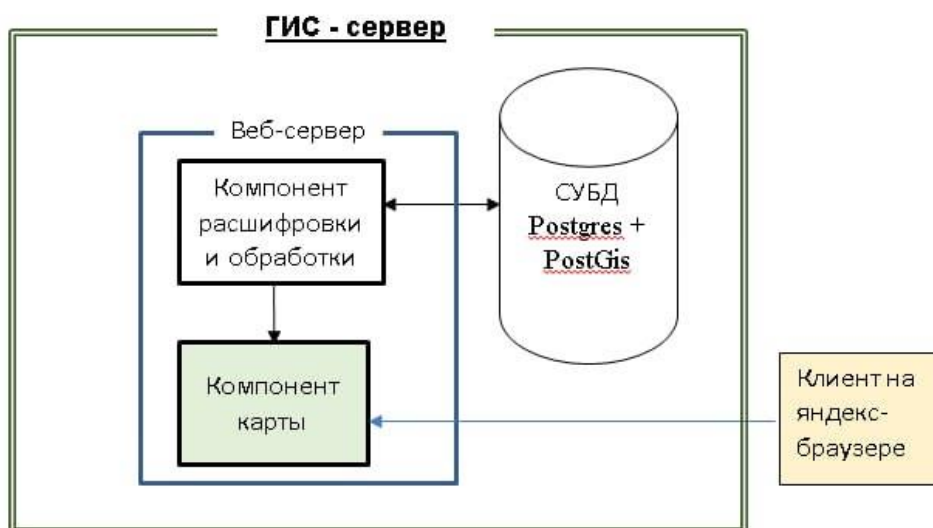 ГИС - сервер
Веб-сервер
Компонент
расшифровки
и обработки
СУБД
Postgres +
PostGis
Компонент
карты
Клиент на
яндекс-
браузере